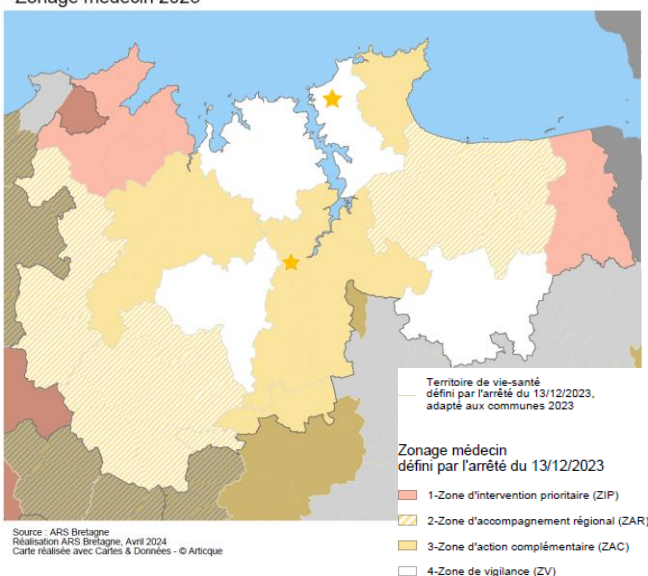 Zonage médecin 2023
Territoire de vie-santé
défini par l'arrêté du 13/12/2023,
adapté aux communes 2023
Zonage médecin
défini par l'arrêté du 13/12/2023
1-Zone d'intervention prioritaire (ZIP)
2-Zone d'accompagnement régional (ZAR)
3-Zone d'action complémentaire (ZAC)
4-Zone de vigilance (ZV)
Source : ARS Bretagne
Réalisation ARS Bretagne, Avril 2024
Carte réalisée avec Cartes & Données - © Articque